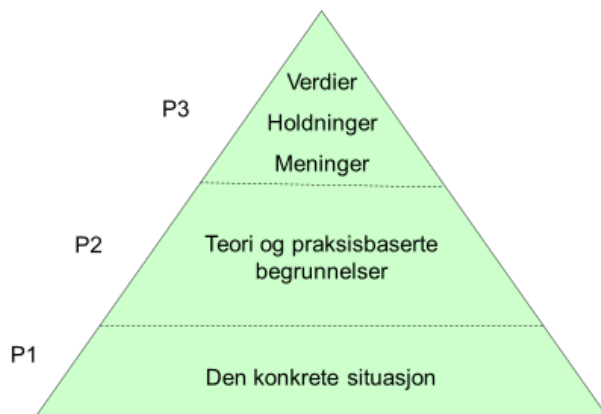 P3
Verdier
Holdninger
Meninger
P2
Teori og praksisbaserte
begrunnelser
P1
Den konkrete situasjon